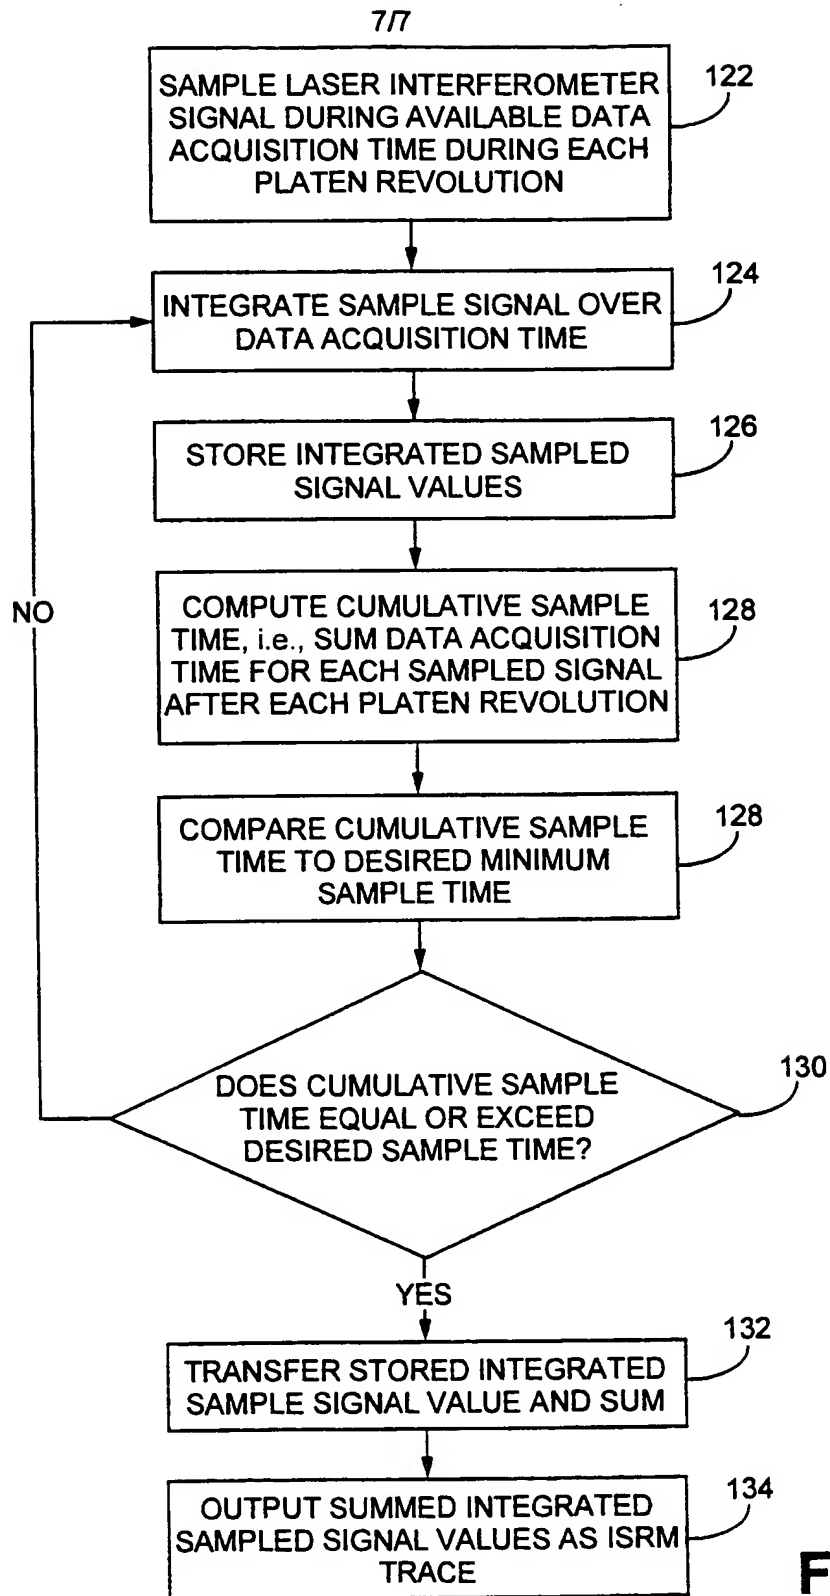 7/7
SAMPLE LASER INTERFEROMETER
SIGNAL DURING AVAILABLE DATA
ACQUISITION TIME DURING EACH
PLATEN REVOLUTION
122
INTEGRATE SAMPLE SIGNAL OVER
DATA ACQUISITION TIME
124
STORE INTEGRATED SAMPLED
SIGNAL VALUES
126
NO
COMPUTE CUMULATIVE SAMPLE
TIME, i.e., SUM DATA ACQUISITION
TIME FOR EACH SAMPLED SIGNAL
AFTER EACH PLATEN REVOLUTION
128
COMPARE CUMULATIVE SAMPLE
TIME TO DESIRED MINIMUM
SAMPLE TIME
128
DOES CUMULATIVE SAMPLE
TIME EQUAL OR EXCEED
DESIRED SAMPLE TIME?
130
YES
TRANSFER STORED INTEGRATED
SAMPLE SIGNAL VALUE AND SUM
132
OUTPUT SUMMED INTEGRATED
SAMPLED SIGNAL VALUES AS ISRM
TRACE
134
F